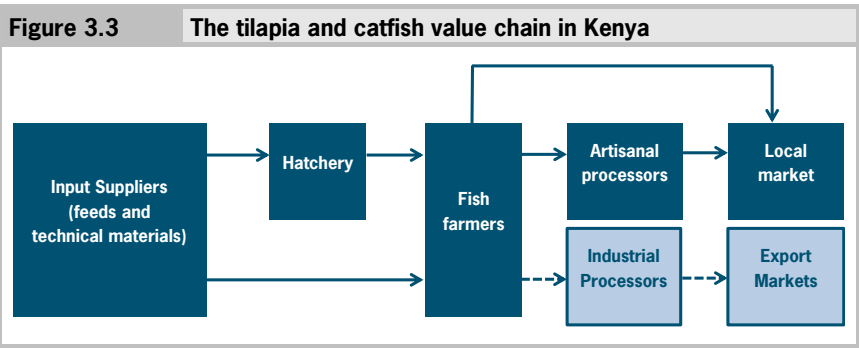 Figure 3.3
The tilapia and catfish value chain in Kenya
Input Suppliers
(feeds and
technical materials)
Hatchery
Fish
farmers
Artisanal
processors
Local
market
Industrial
Processors
Export
Markets